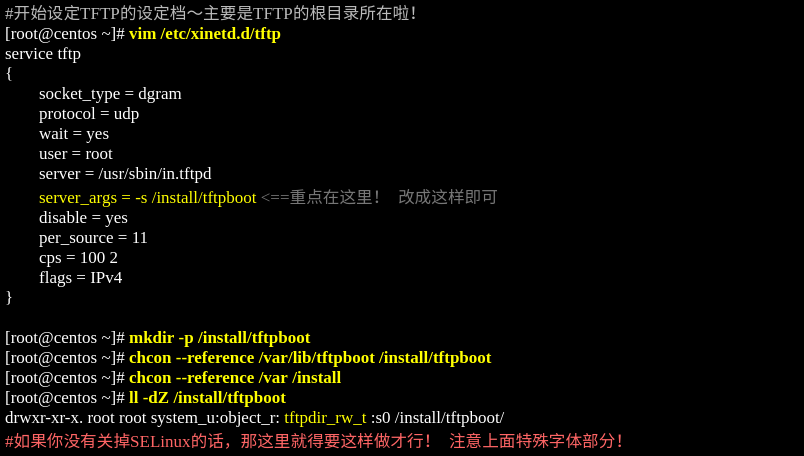 #开始设定TFTP的设定档～主要是TFTP的根目录所在啦！
[root@centos ~]# vim /etc/xinetd.d/tftp
service tftp
{
socket_type = dgram
protocol = udp
wait = yes
user = root
server = /usr/sbin/in.tftpd
server_args = -s /install/tftpboot <==重点在这里！ 改成这样即可
disable = yes
per_source = 11
cps = 100 2
flags = IPv4
}
[root@centos ~]# mkdir -p /install/tftpboot
[root@centos ~]# chcon --reference /var/lib/tftpboot /install/tftpboot
[root@centos ~]# chcon --reference /var /install
[root@centos ~]# ll -dZ /install/tftpboot
drwxr-xr-x. root root system_u:object_r: tftpdir_rw_t :s0 /install/tftpboot/
#如果你没有关掉SELinux的话，那这里就得要这样做才行！ 注意上面特殊字体部分！